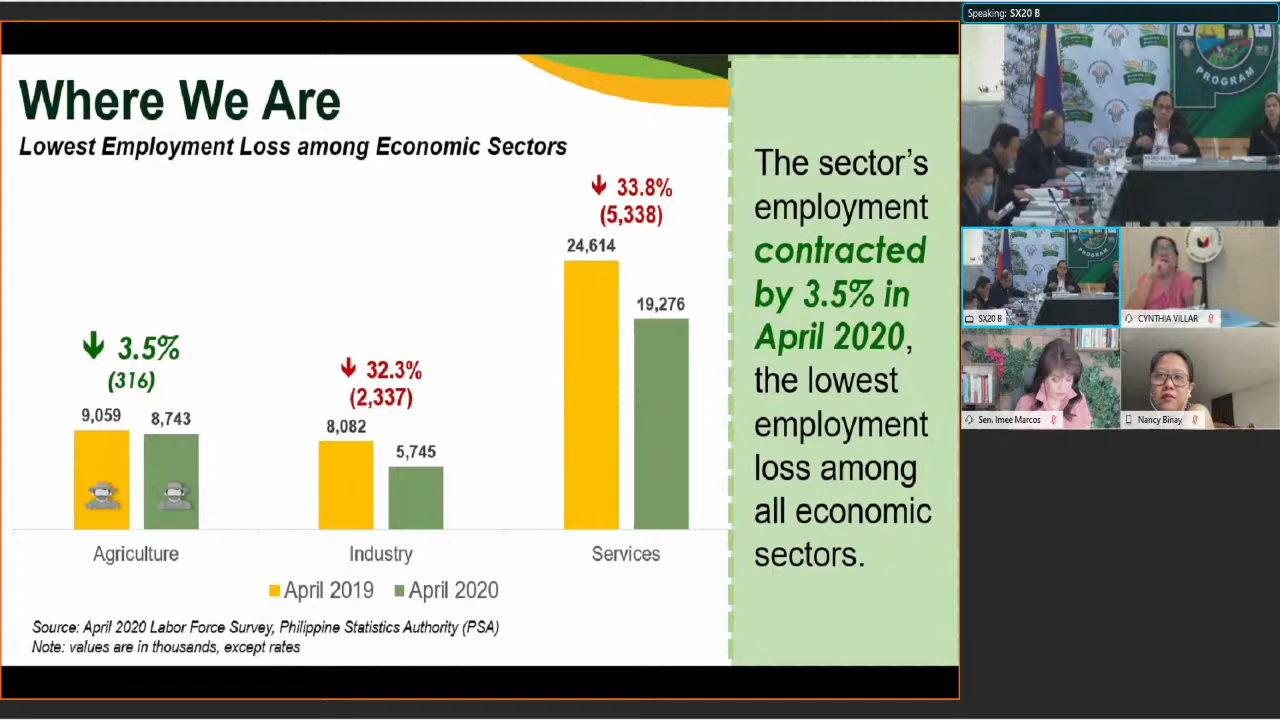 Speaking: SX20 B
Where We Are
Lowest Employment Loss among Economic Sectors
3.5%
(316)
9,059
8,743
32.3%
(2,337)
8,082
5,745
33.8%
(5,338)
24,614
19,276
Agriculture
Industry
Services
April 2019
April 2020
Source: April 2020 Labor Force Survey, Philippine Statistics Authority (PSA)
Note: values are in thousands, except rates
The sector's
employment
contracted
by 3.5% in
April 2020,
the lowest
employment
loss among
all economic
sectors.
PROGRAM
SX20 B
CYNTHIA VILLAR
Sen. Imee Marcos
Nancy Binay